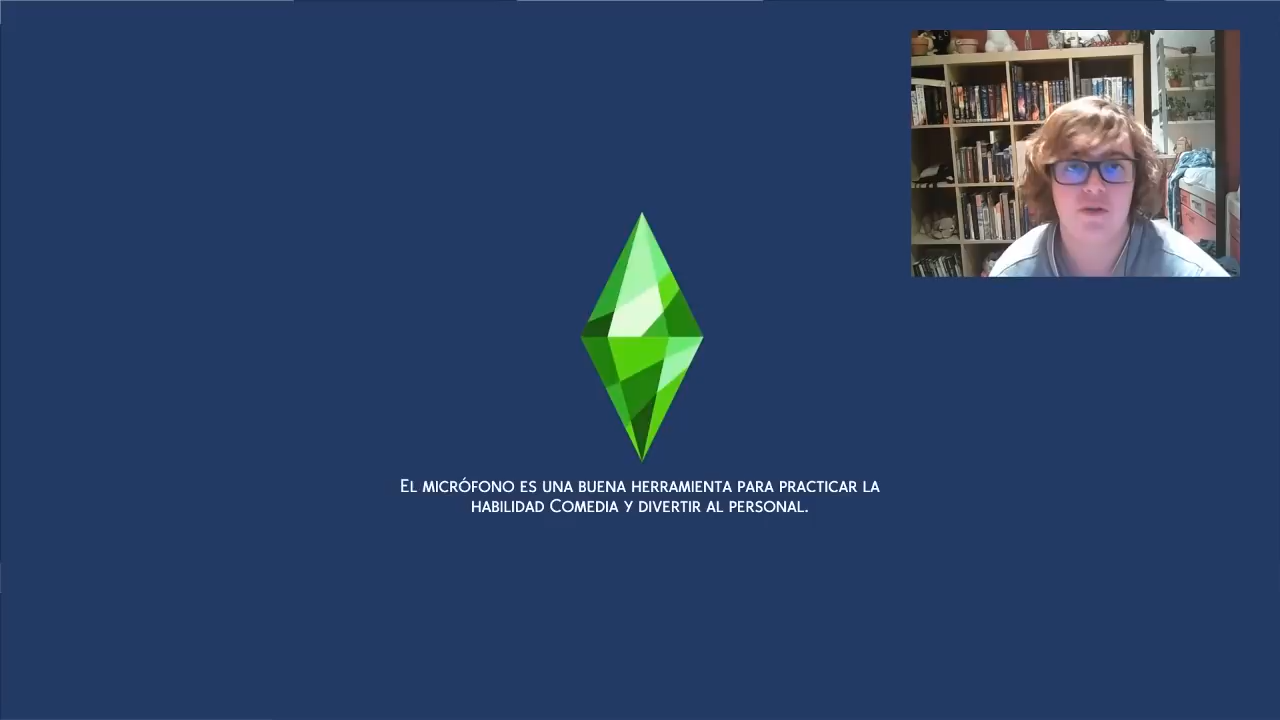 El micrófono es una buena herramienta para practicar la
habilidad Comedia y divertir al personal.